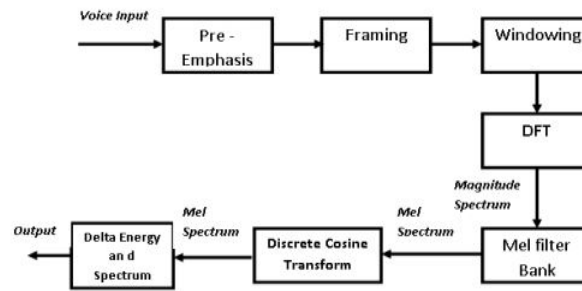 Voice Input
Pre -
Emphasis
Framing
Windowing
DFT
Magnitude
Spectrum
Mel filter
Bank
Mel
Spectrum
Discrete Cosine
Transform
Mel
Spectrum
Delta Energy
an d
Spectrum
Output